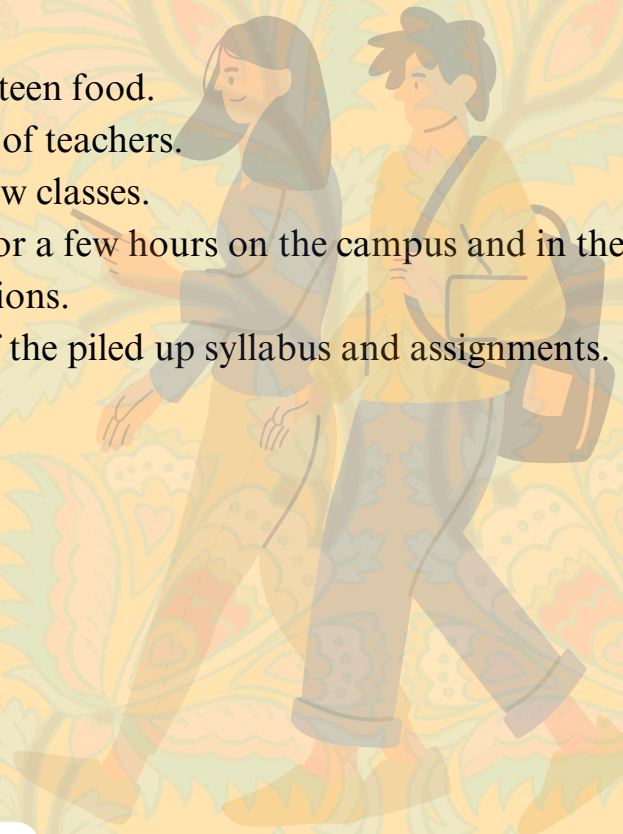 teen food.
of teachers.
w classes.
or a few hours on the campus and in the
ions.
f the piled up syllabus and assignments.